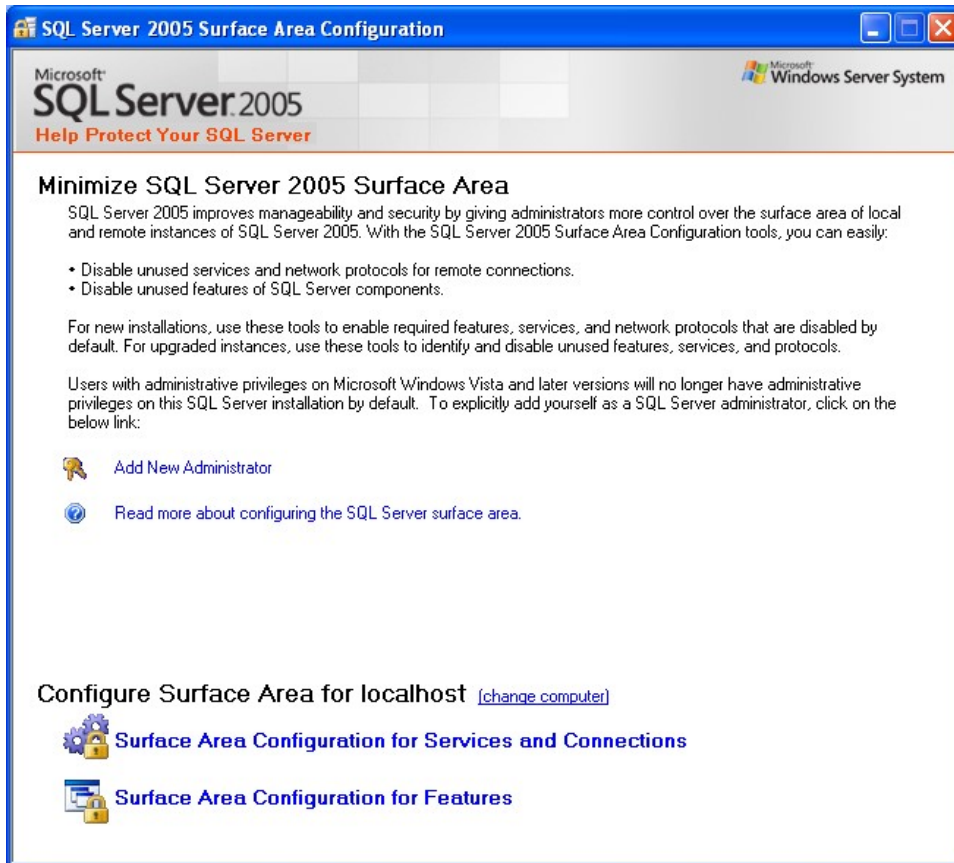 SQL Server 2005 Surface Area Configuration
Microsoft
SQL Server 2005
Microsoft
Windows Server System
Help Protect Your SQL Server
Minimize SQL Server 2005 Surface Area
SQL Server 2005 improves manageability and security by giving administrators more control over the surface area of local
and remote instances of SQL Server 2005. With the SQL Server 2005 Surface Area Configuration tools, you can easily:
• Disable unused services and network protocols for remote connections.
• Disable unused features of SQL Server components.
For new installations, use these tools to enable required features, services, and network protocols that are disabled by
default. For upgraded instances, use these tools to identify and disable unused features, services, and protocols.
Users with administrative privileges on Microsoft Windows Vista and later versions will no longer have administrative
privileges on this SQL Server installation by default. To explicitly add yourself as a SQL Server administrator, click on the
below link:
Add New Administrator
Read more about configuring the SQL Server surface area.
Configure Surface Area for localhost (change computer)
Surface Area Configuration for Services and Connections
Surface Area Configuration for Features